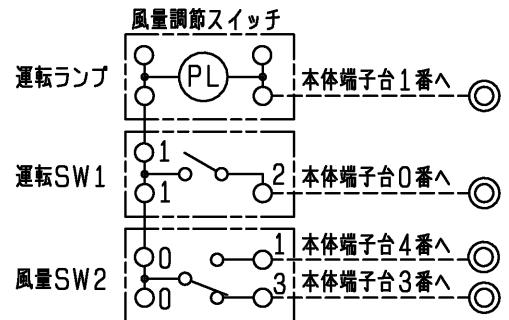 風量調節スイッチ
運転ランプ
PL
本体端子台1番へ
運転SW1
1
1
2
本体端子台0番へ
風量SW2
0
0
1
本体端子台4番へ
3
本体端子台3番へ